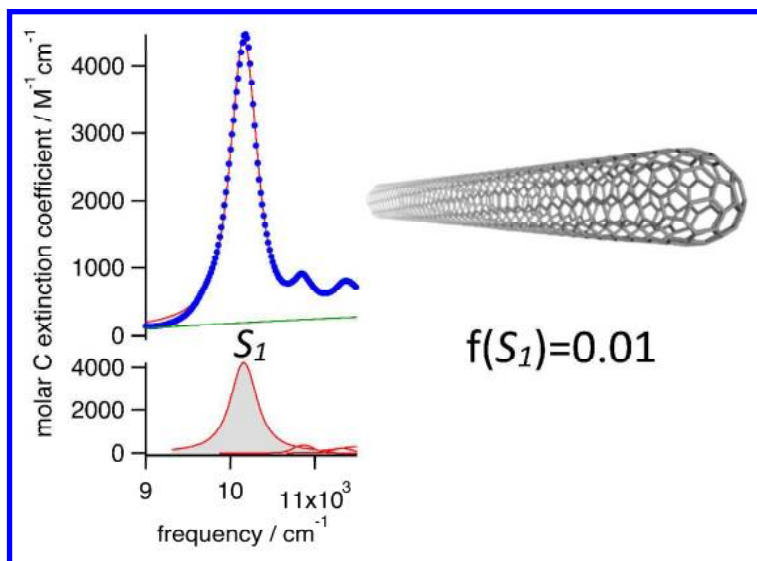 molar C extinction coefficient / M⁻¹ cm⁻¹
4000
3000
2000
1000
0
S₁
4000
2000
0
9
10
11x10³
frequency / cm⁻¹
f(S₁)=0.01